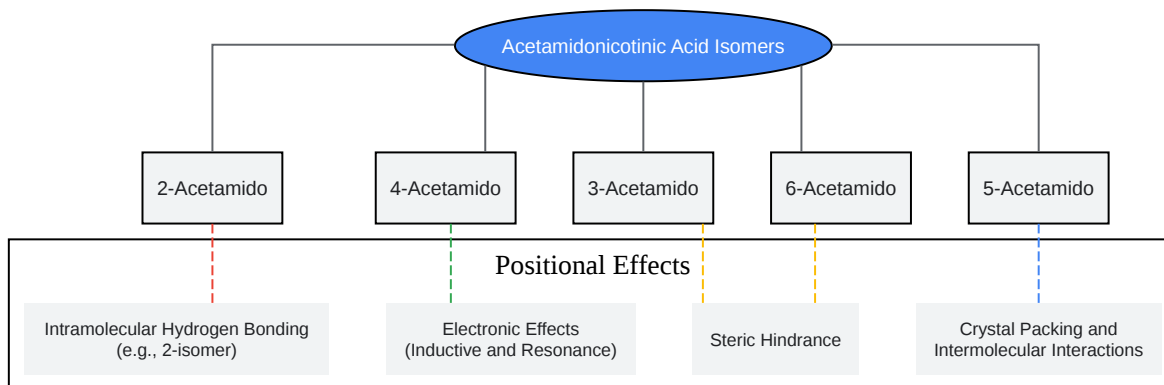 Acetamidonicotinic Acid Isomers
2-Acetamido
4-Acetamido
3-Acetamido
6-Acetamido
5-Acetamido
Positional Effects
Intramolecular Hydrogen Bonding
(e.g., 2-isomer)
Electronic Effects
(Inductive and Resonance)
Steric Hindrance
Crystal Packing and
Intermolecular Interactions